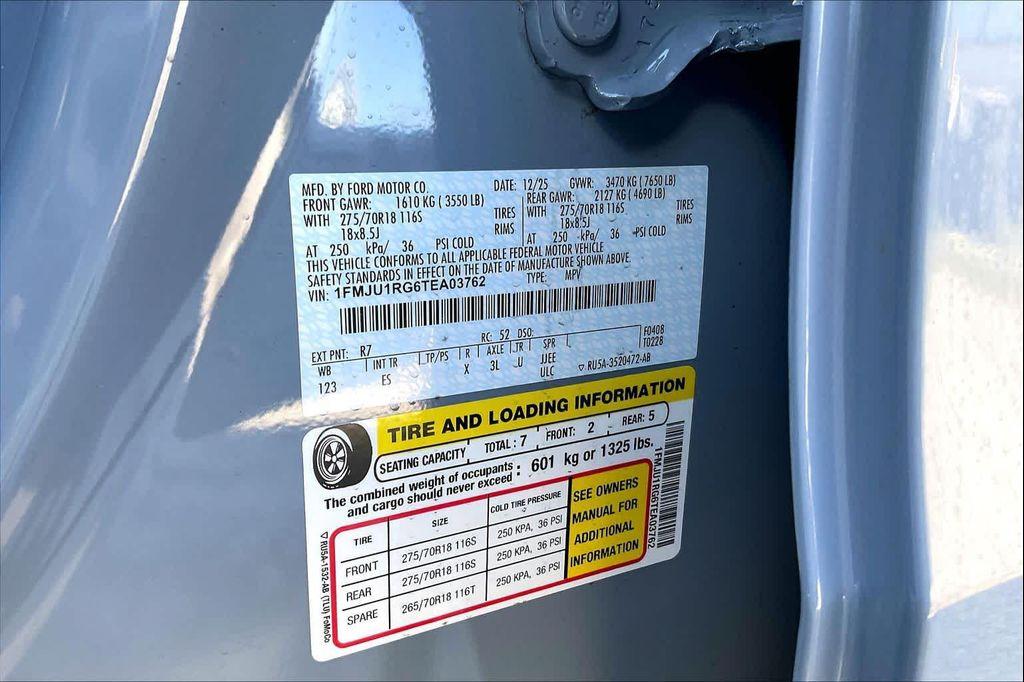 175
MFD. BY FORD MOTOR CO. DATE: 12/25 GVWR: 3470 KG ( 7650 LB)
FRONT GAWR: 1610 KG ( 3550 LB) REAR GAWR: 2127 KG ( 4690 LB)
WITH 275/70R18 116S TIRES WITH 275/70R18 116S TIRES
18x8.5J RIMS 18x8.5J RIMS
AT 250 kPa/ 36 PSI COLD AT 250 kPa/ 36 PSI COLD
THIS VEHICLE CONFORMS TO ALL APPLICABLE FEDERAL MOTOR VEHICLE
SAFETY STANDARDS IN EFFECT ON THE DATE OF MANUFACTURE SHOWN ABOVE.
VIN: 1FMJU1RG6TEA03762 TYPE: MPV
EXT PNT: R7 RC: 52 DSO: F0408
WB INT TR TP/PS R AXLE TR SPR T0228
123 ES X 3L U JJEE
ULC ▽ RU5A-3520472-AB
TIRE AND LOADING INFORMATION
SEATING CAPACITY TOTAL : 7 FRONT: 2 REAR: 5
The combined weight of occupants
and cargo should never exceed : 601 kg or 1325 lbs.
TIRE SIZE COLD TIRE PRESSURE
FRONT 275/70R18 116S 250 KPA, 36 PSI
REAR 275/70R18 116S 250 KPA, 36 PSI
SPARE 265/70R18 116T 250 KPA, 36 PSI
SEE OWNERS
MANUAL FOR
ADDITIONAL
INFORMATION
1FMJU1RG6TEA03762
▽ RU5A-1532-AB (TLU) FoMoCo